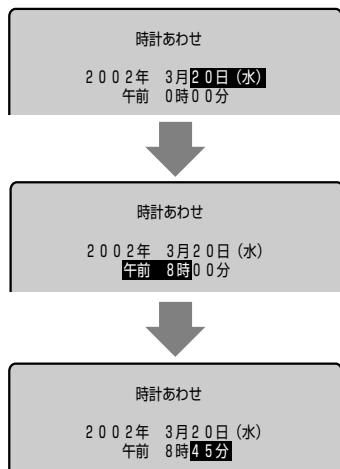 時計あわせ
２００２年　３月２０日（水）
午前　０時００分
時計あわせ
２００２年　３月２０日（水）
午前　８時００分
時計あわせ
２００２年　３月２０日（水）
午前　８時４５分